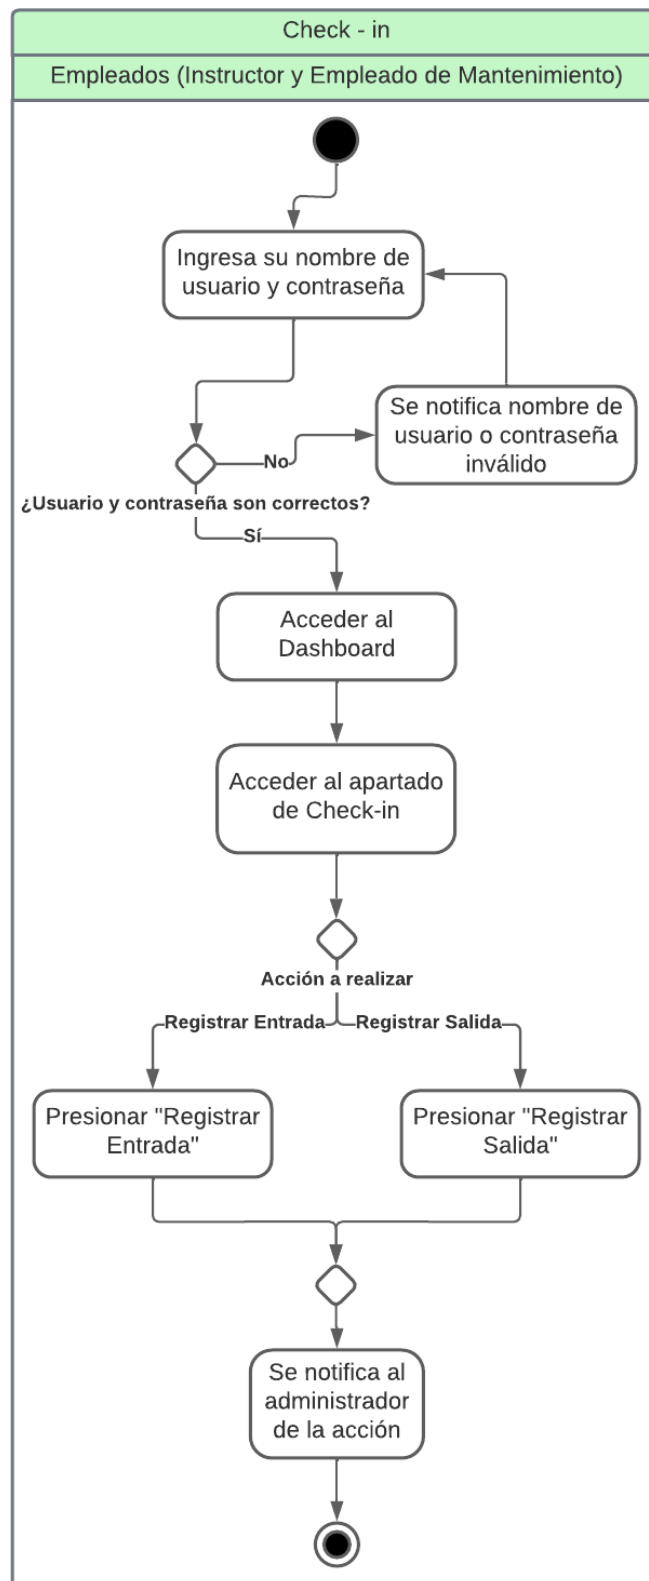 Check - in
Empleados (Instructor y Empleado de Mantenimiento)
Ingresa su nombre de
usuario y contraseña
Se notifica nombre de
usuario o contraseña
inválido
No
¿Usuario y contraseña son correctos?
Sí
Acceder al
Dashboard
Acceder al apartado
de Check-in
Acción a realizar
Registrar Entrada
Registrar Salida
Presionar "Registrar
Entrada"
Presionar "Registrar
Salida"
Se notifica al
administrador
de la acción